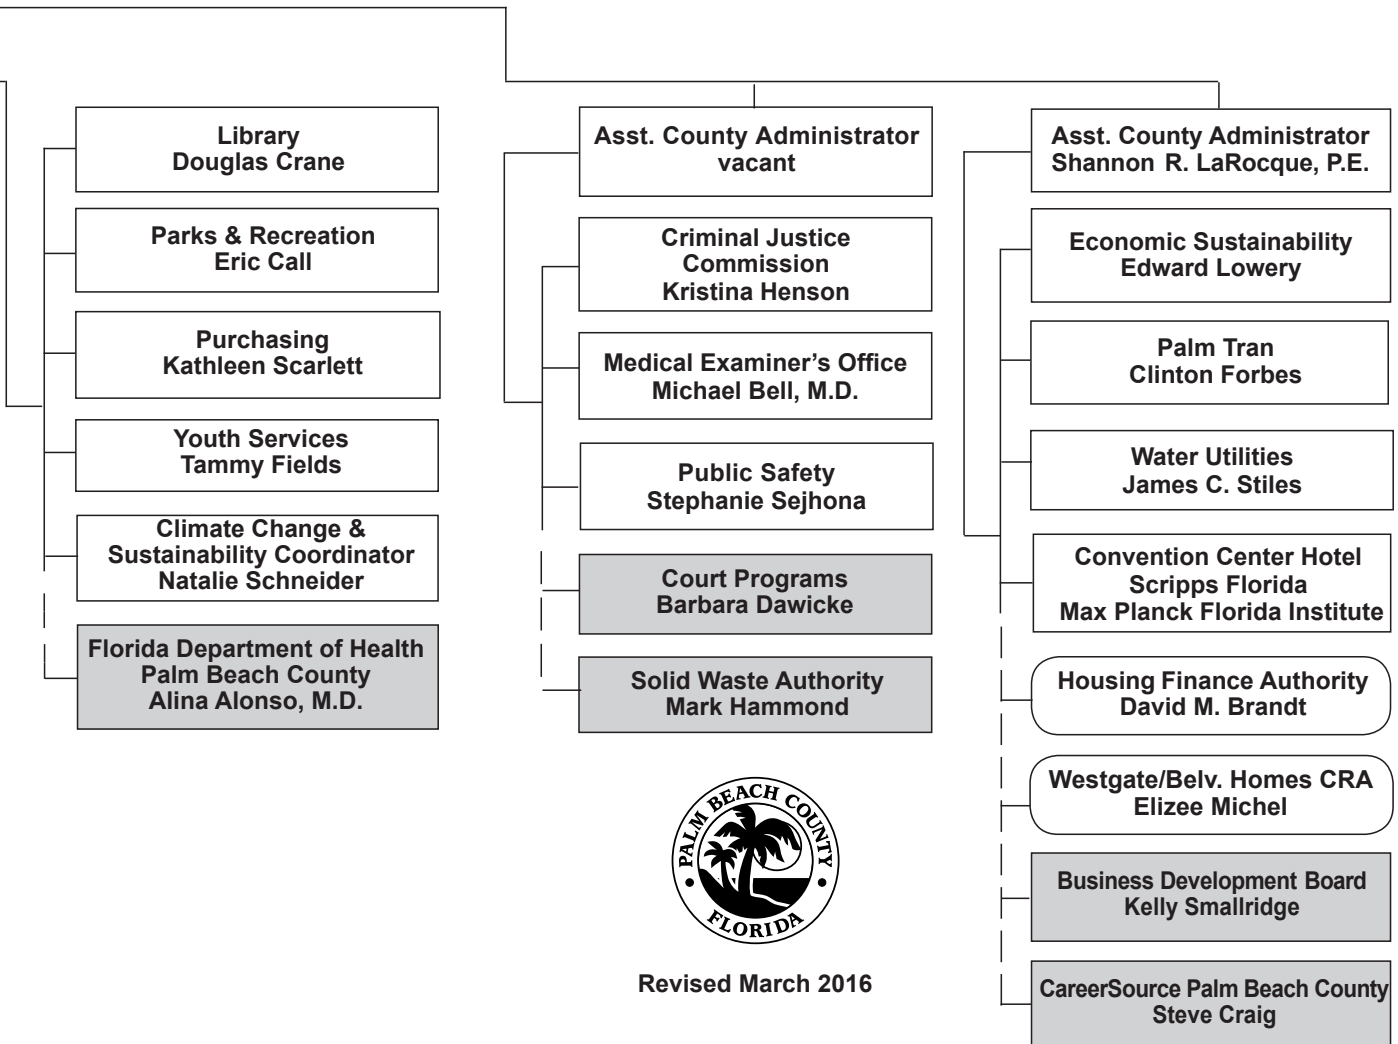 Library
Douglas Crane
Parks & Recreation
Eric Call
Purchasing
Kathleen Scarlett
Youth Services
Tammy Fields
Climate Change &
Sustainability Coordinator
Natalie Schneider
Florida Department of Health
Palm Beach County
Alina Alonso, M.D.
Asst. County Administrator
vacant
Criminal Justice
Commission
Kristina Henson
Medical Examiner’s Office
Michael Bell, M.D.
Public Safety
Stephanie Sejhona
Court Programs
Barbara Dawicke
Solid Waste Authority
Mark Hammond
PALM BEACH COUNTY
FLORIDA
Revised March 2016
Asst. County Administrator
Shannon R. LaRocque, P.E.
Economic Sustainability
Edward Lowery
Palm Tran
Clinton Forbes
Water Utilities
James C. Stiles
Convention Center Hotel
Scripps Florida
Max Planck Florida Institute
Housing Finance Authority
David M. Brandt
Westgate/Belv. Homes CRA
Elizee Michel
Business Development Board
Kelly Smallridge
CareerSource Palm Beach County
Steve Craig